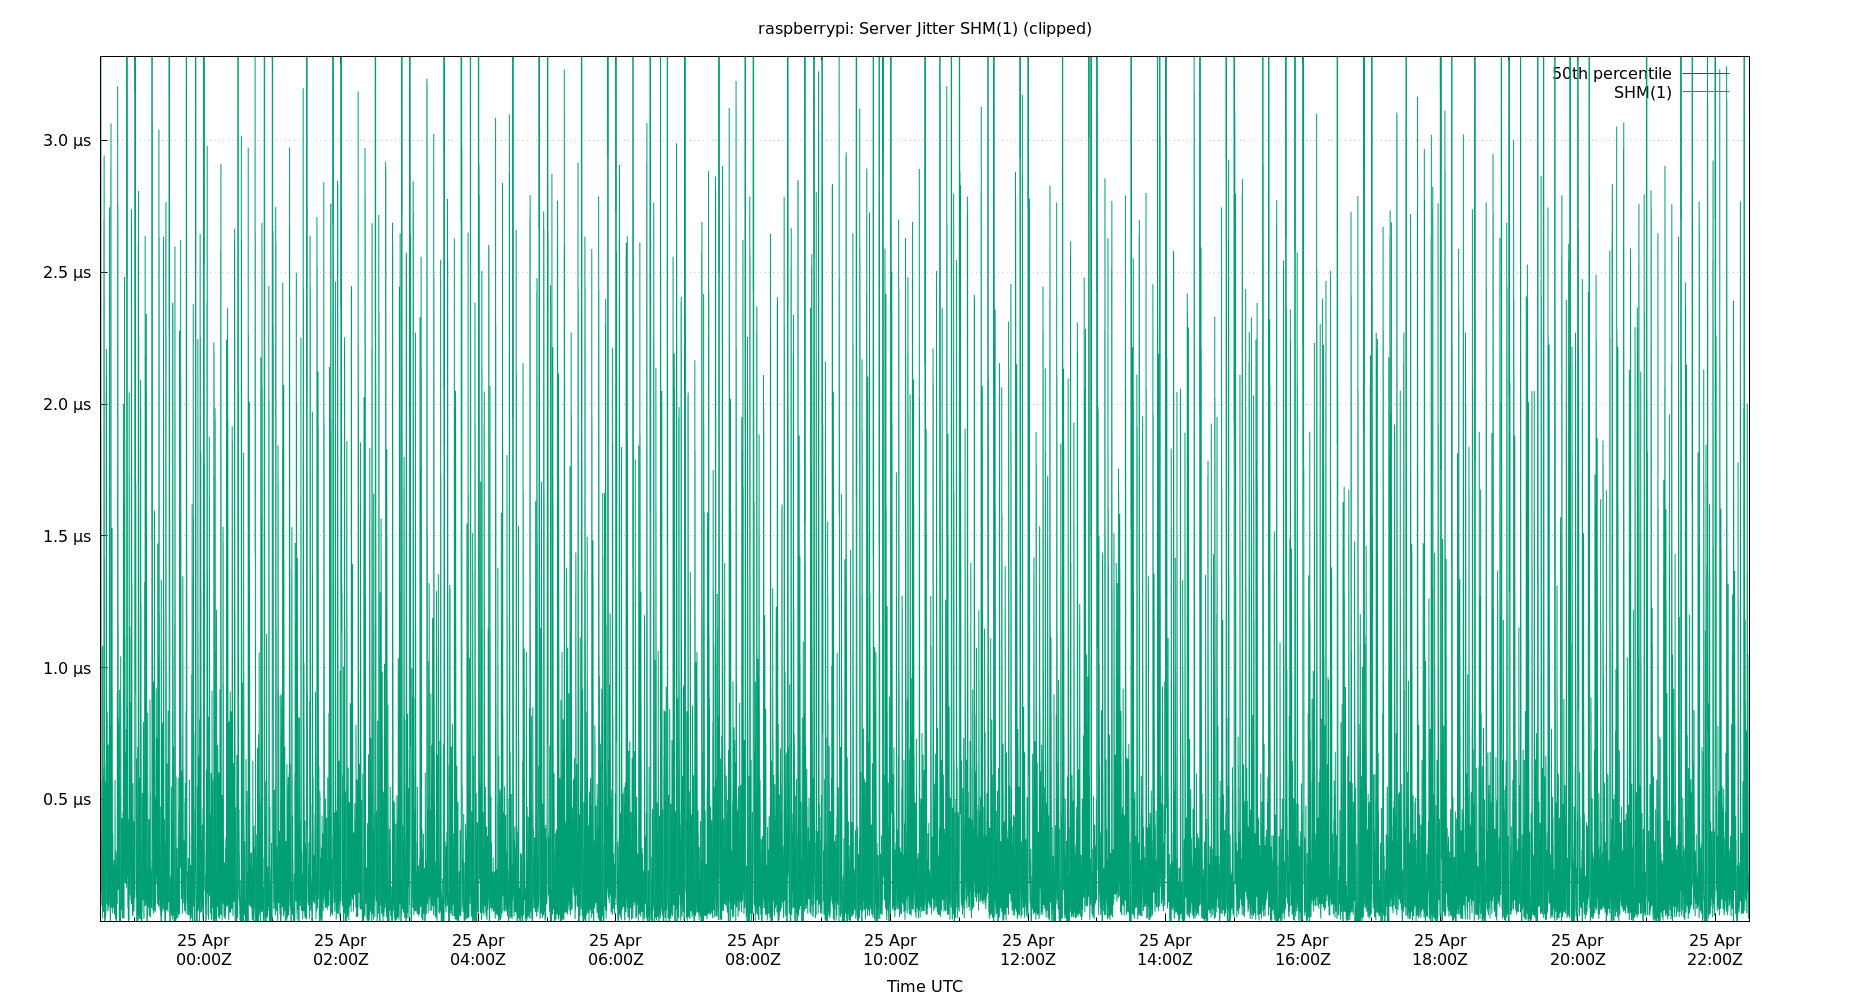 raspberrypi: Server Jitter SHM(1) (clipped)
50th percentile
SHM(1)
3.0 μs
2.5 μs
2.0 μs
1.5 μs
1.0 μs
0.5 μs
25 Apr 25 Apr 25 Apr 25 Apr 25 Apr 25 Apr 25 Apr 25 Apr 25 Apr 25 Apr 25 Apr 25 Apr
00:00Z 02:00Z 04:00Z 06:00Z 08:00Z 10:00Z 12:00Z 14:00Z 16:00Z 18:00Z 20:00Z 22:00Z
Time UTC